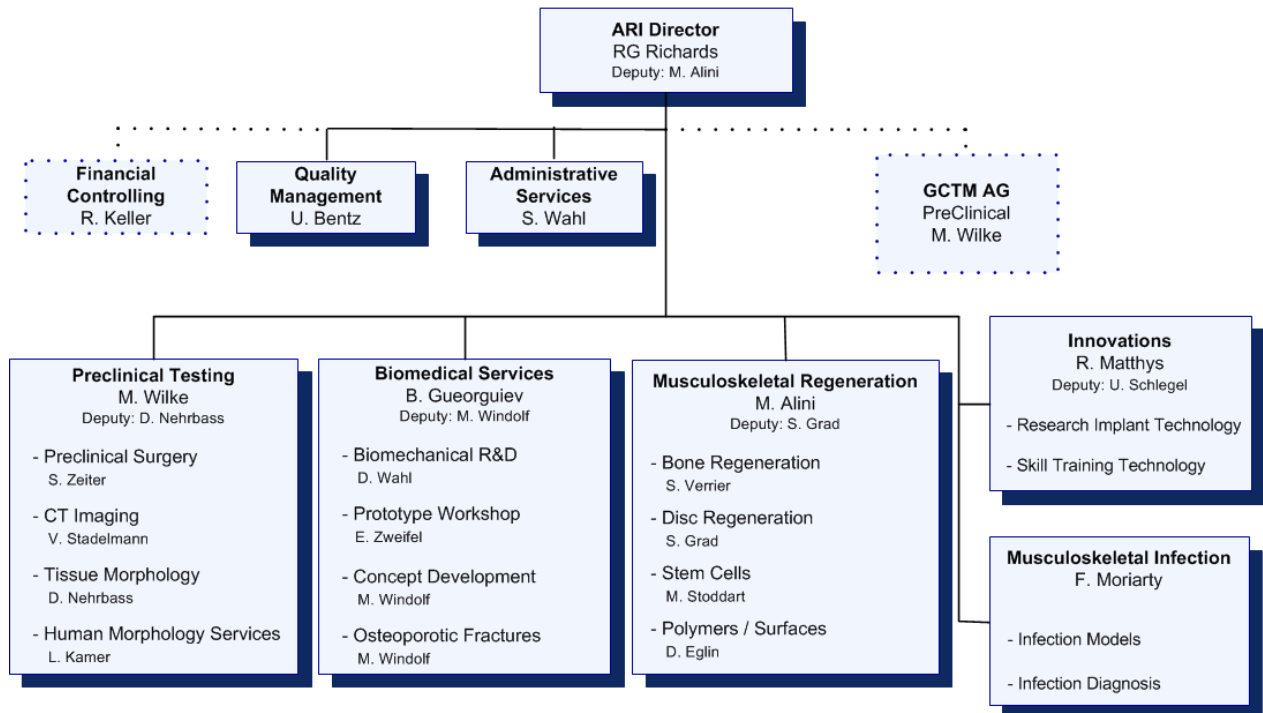 ARI Director
RG Richards
Deputy: M. Alini
Financial
Controlling
R. Keller
Quality
Management
U. Bentz
Administrative
Services
S. Wahl
GCTM AG
PreClinical
M. Wilke
Preclinical Testing
M. Wilke
Deputy: D. Nehrbass
- Preclinical Surgery
S. Zeiter
- CT Imaging
V. Stadelmann
- Tissue Morphology
D. Nehrbass
- Human Morphology Services
L. Kamer
Biomedical Services
B. Gueorguiev
Deputy: M. Windolf
- Biomechanical R&D
D. Wahl
- Prototype Workshop
E. Zweifel
- Concept Development
M. Windolf
- Osteoporotic Fractures
M. Windolf
Musculoskeletal Regeneration
M. Alini
Deputy: S. Grad
- Bone Regeneration
S. Verrier
- Disc Regeneration
S. Grad
- Stem Cells
M. Stoddart
- Polymers / Surfaces
D. Eglin
Innovations
R. Matthys
Deputy: U. Schlegel
- Research Implant Technology
- Skill Training Technology
Musculoskeletal Infection
F. Moriarty
- Infection Models
- Infection Diagnosis